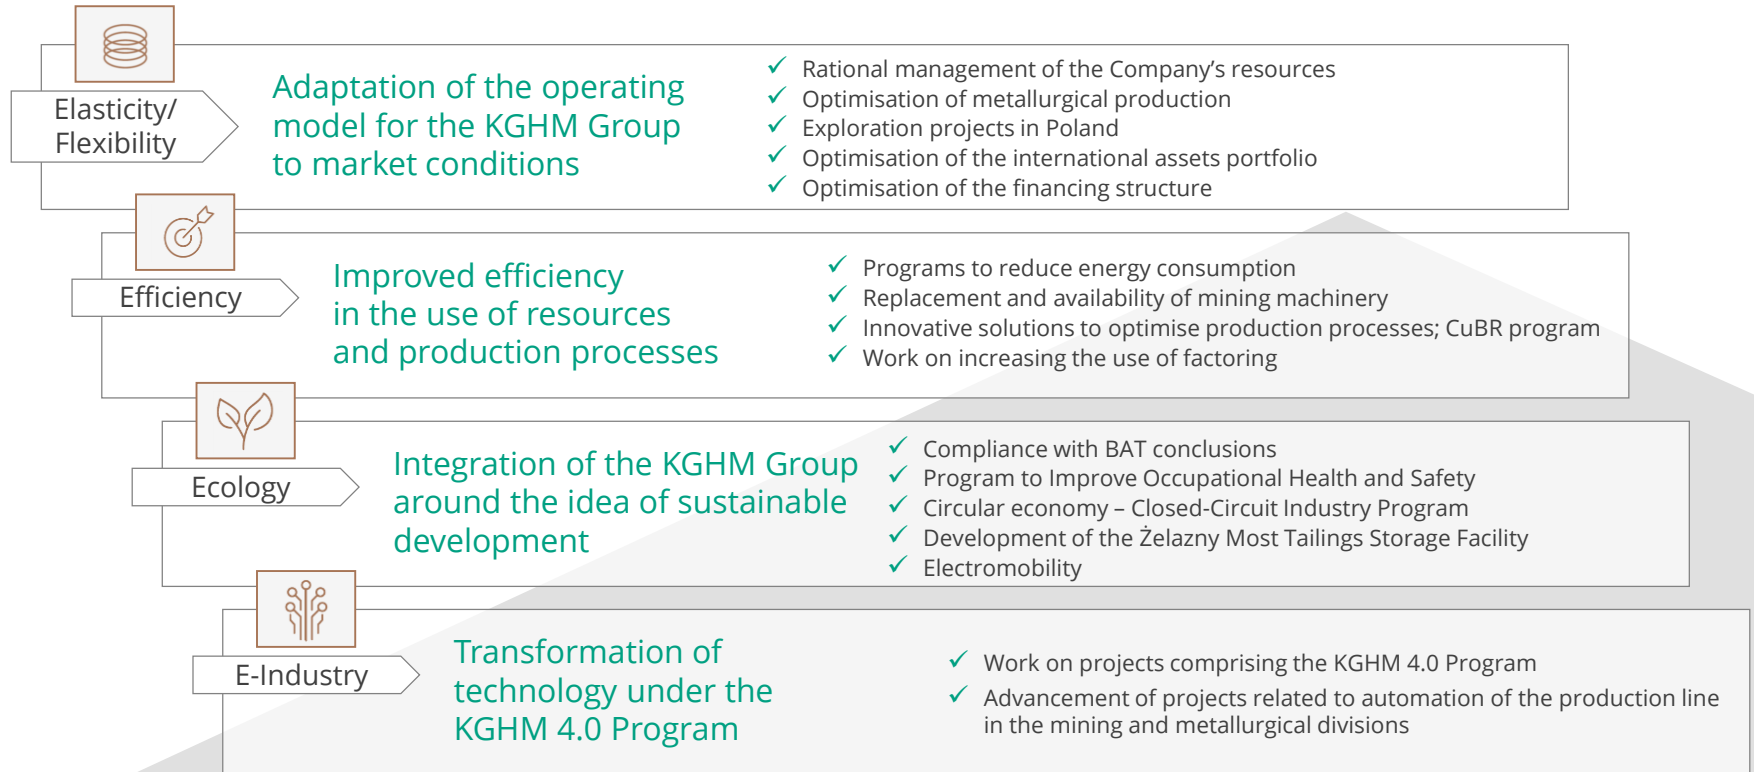 Elasticity/
Flexibility
Adaptation of the operating
model for the KGHM Group
to market conditions
Rational management of the Company’s resources
Optimisation of metallurgical production
Exploration projects in Poland
Optimisation of the international assets portfolio
Optimisation of the financing structure
Efficiency
Improved efficiency
in the use of resources
and production processes
Programs to reduce energy consumption
Replacement and availability of mining machinery
Innovative solutions to optimise production processes; CuBR program
Work on increasing the use of factoring
Ecology
Integration of the KGHM Group
around the idea of sustainable
development
Compliance with BAT conclusions
Program to Improve Occupational Health and Safety
Circular economy – Closed-Circuit Industry Program
Development of the Żelazny Most Tailings Storage Facility
Electromobility
E-Industry
Transformation of
technology under the
KGHM 4.0 Program
Work on projects comprising the KGHM 4.0 Program
Advancement of projects related to automation of the production line
in the mining and metallurgical divisions